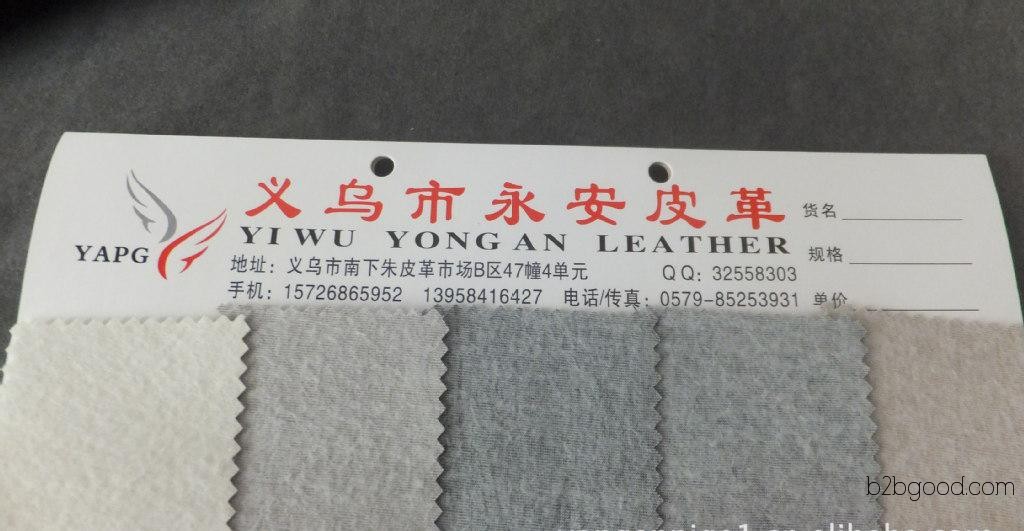 义乌市永安皮革
YAPG
YI WU YONG AN LEATHER
地址：义乌市南下朱皮革市场B区47幢4单元 QQ：32558303
手机：15726865952 13958416427 电话/传真：0579-85253931
货名
规格
单价
b2bgood.com